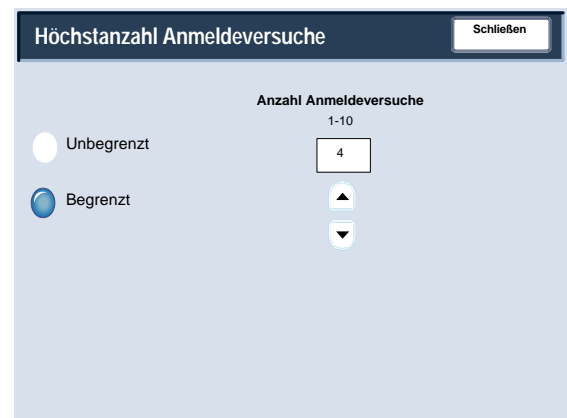 Höchstanzahl Anmeldeversuche
Schließen
Anzahl Anmeldeversuche
1-10
Unbegrenzt
4
Begrenzt